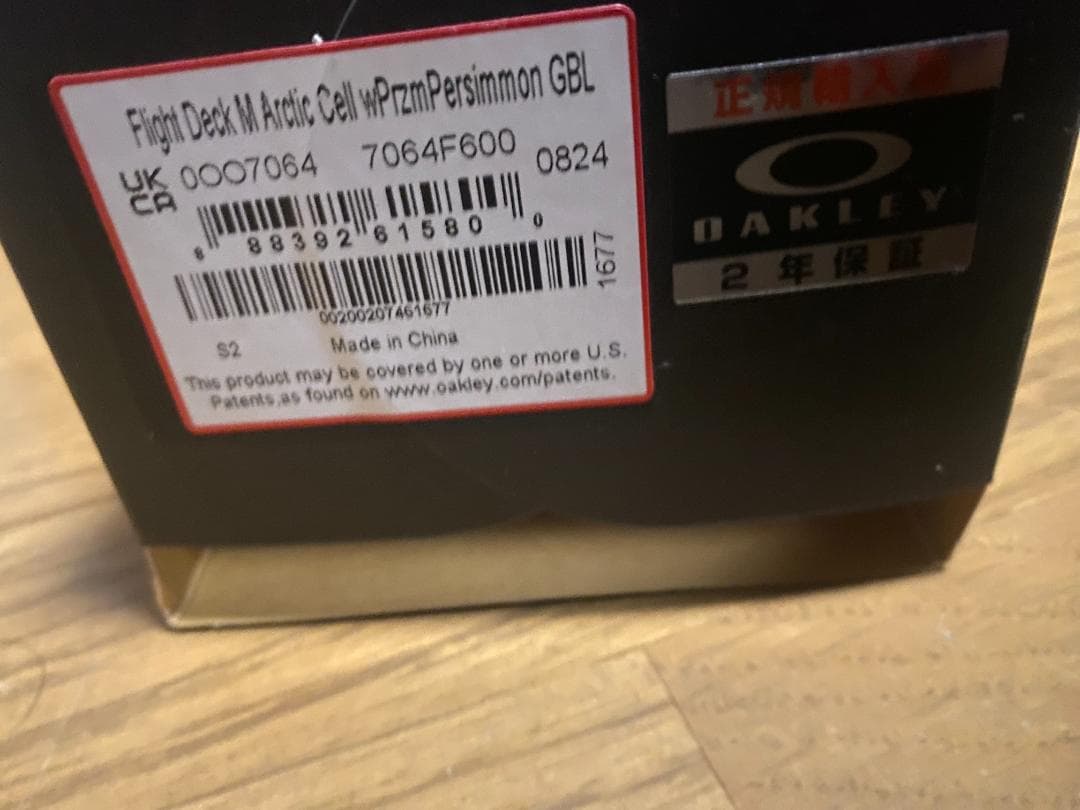 Flight Deck M Arctic Cell wPrzmPersimmon GBL
UK
CA
0OO7064 7064F600 0824
8 88392 61580 0
00200207461677
1677
S2 Made in China
This product may be covered by one or more U.S.
Patents,as found on www.oakley.com/patents.
正規輸入品
OAKLEY
2年保証